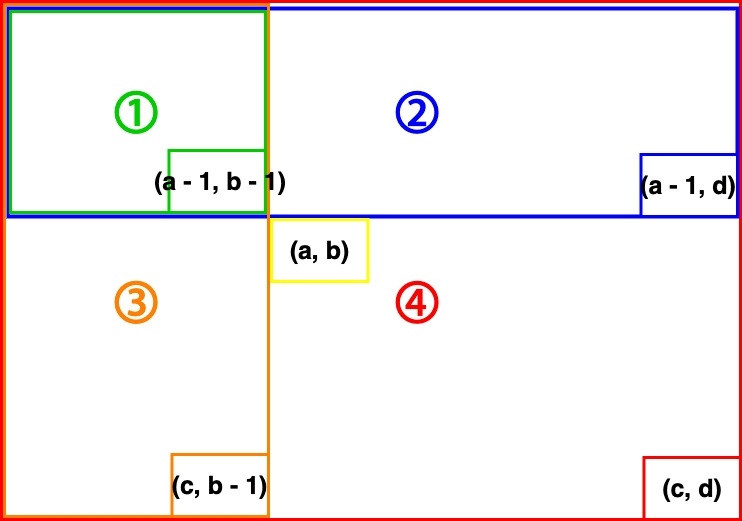 ①
②
(a - 1, b - 1)
(a - 1, d)
(a, b)
③
④
(c, b - 1)
(c, d)